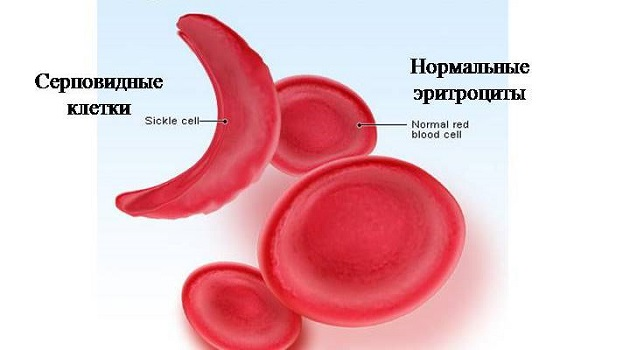 Серповидные
клетки
Sickle cell
Нормальные
эритроциты
Normal red
blood cell